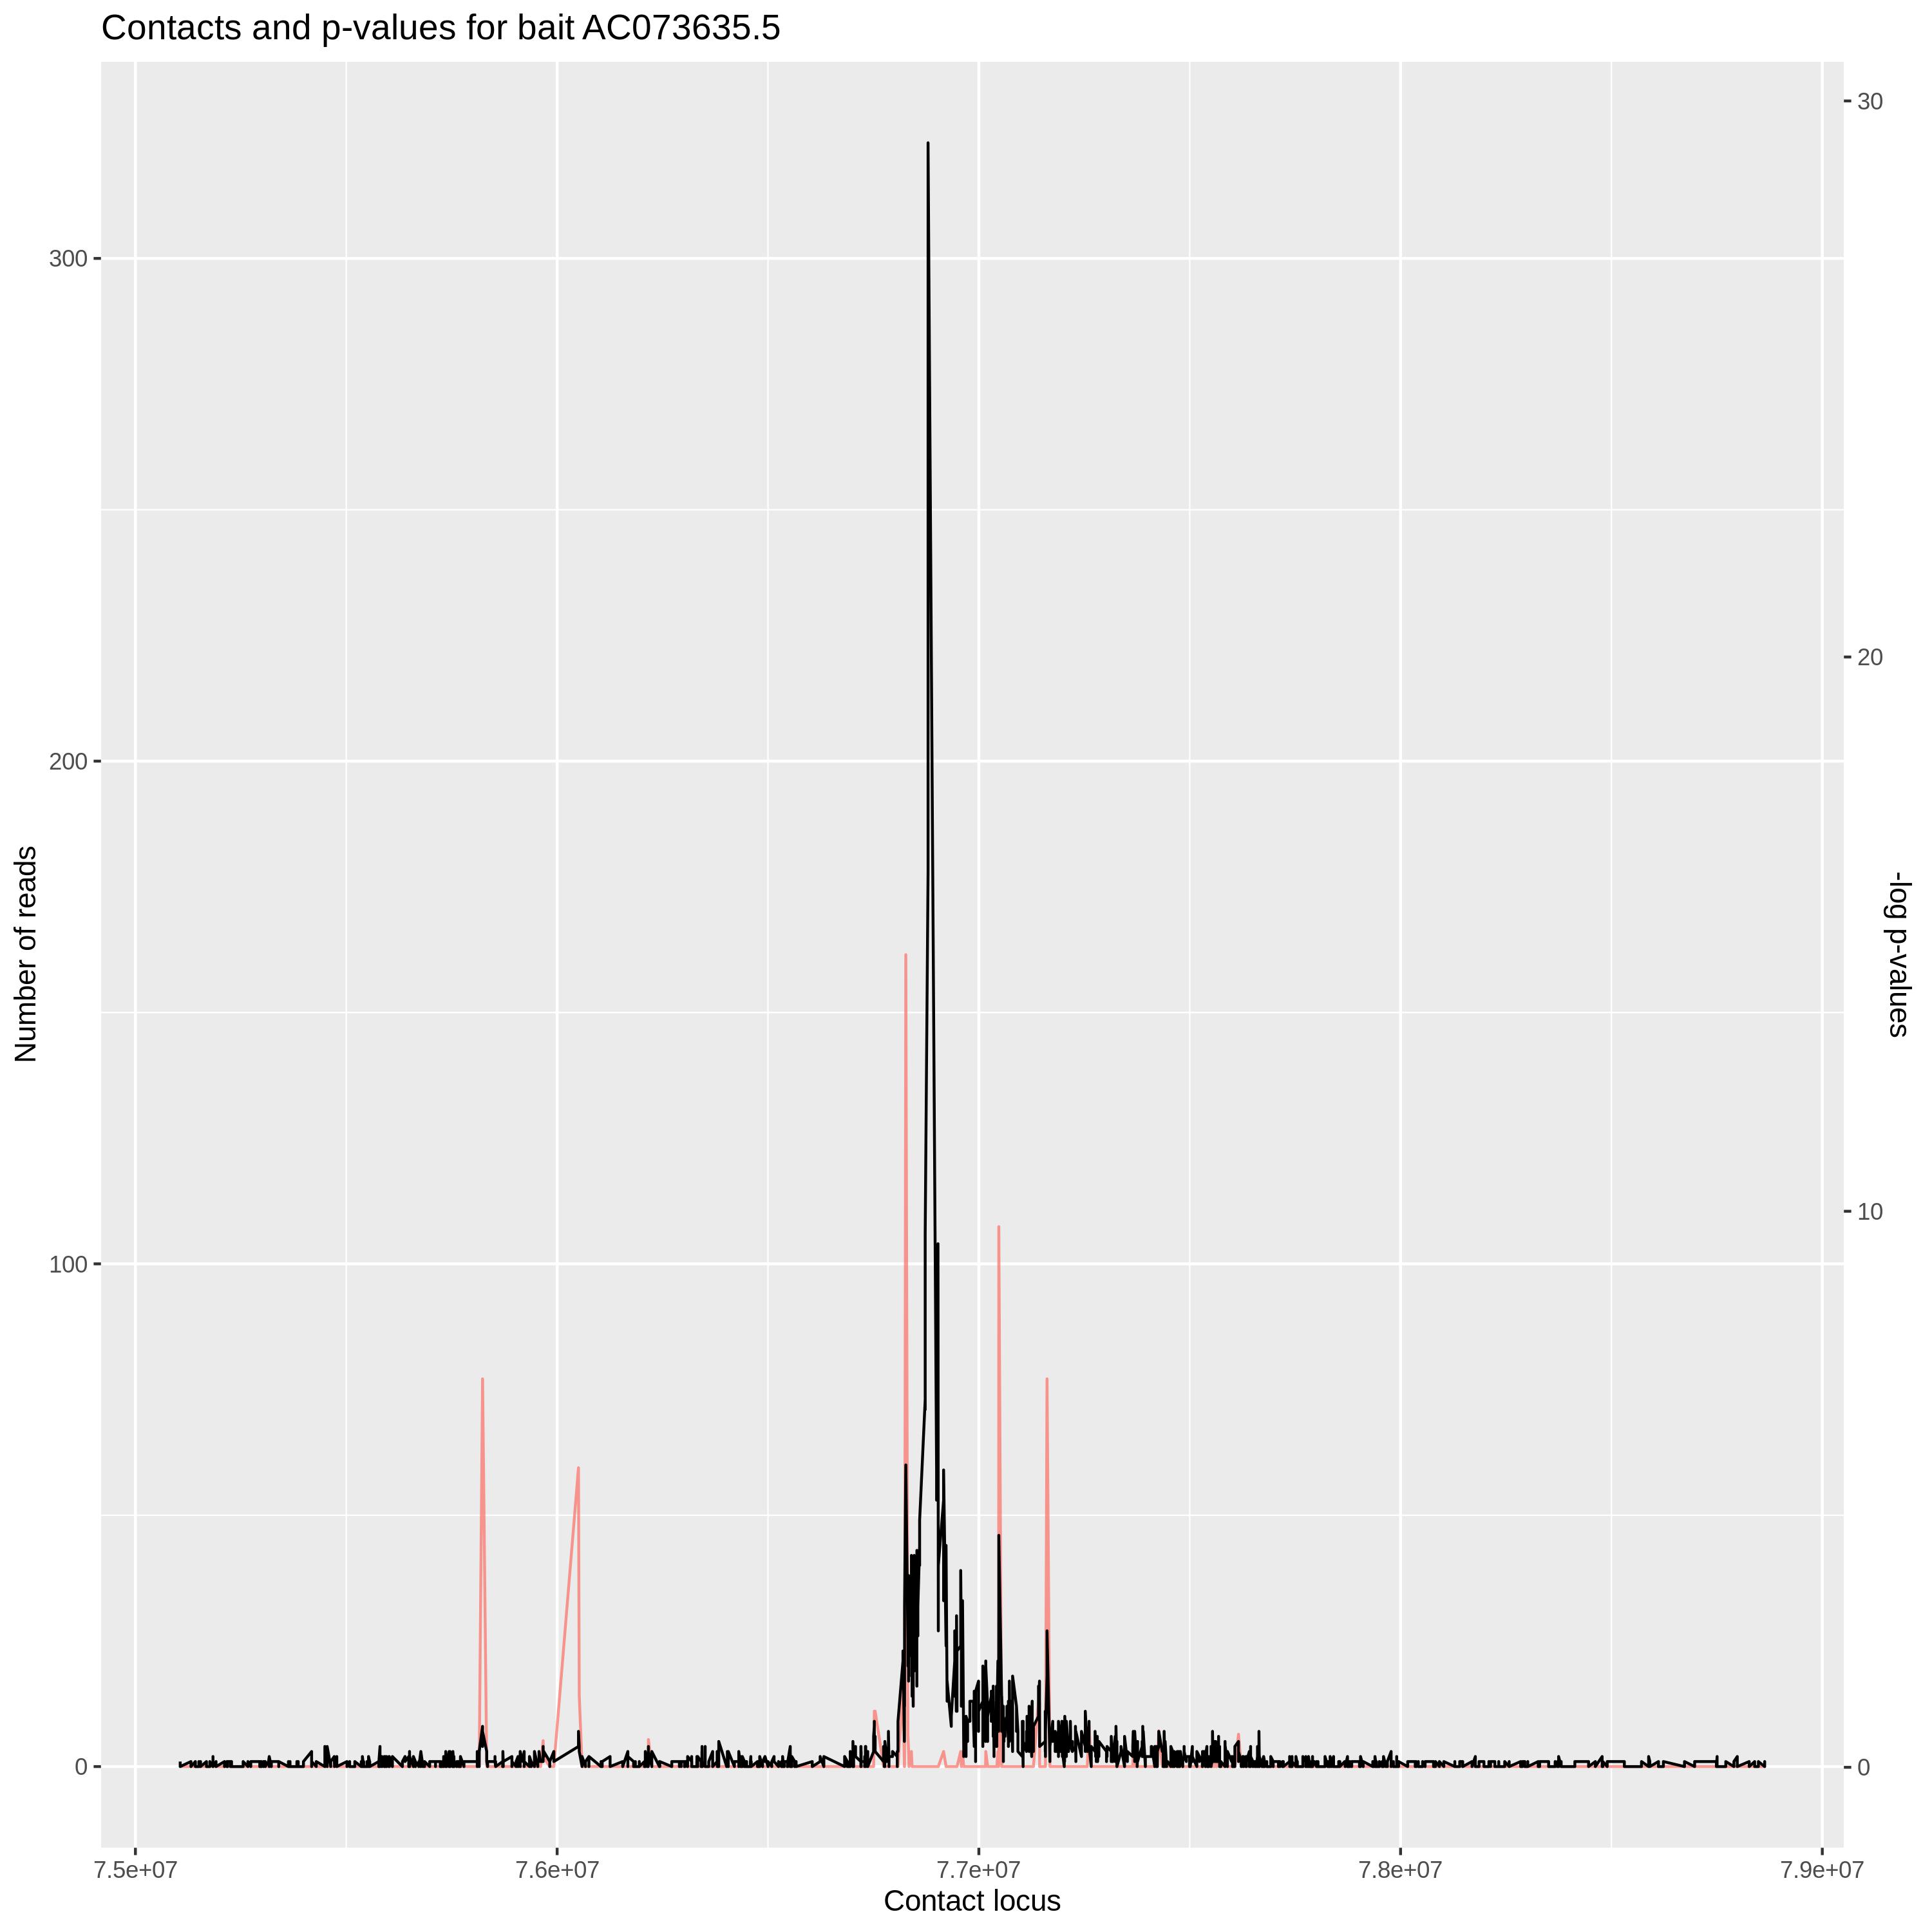 Contacts and p-values for bait AC073635.5
300
200
100
0
30
20
10
0
Number of reads
-log p-values
7.5e+07 7.6e+07 7.7e+07 7.8e+07 7.9e+07
Contact locus